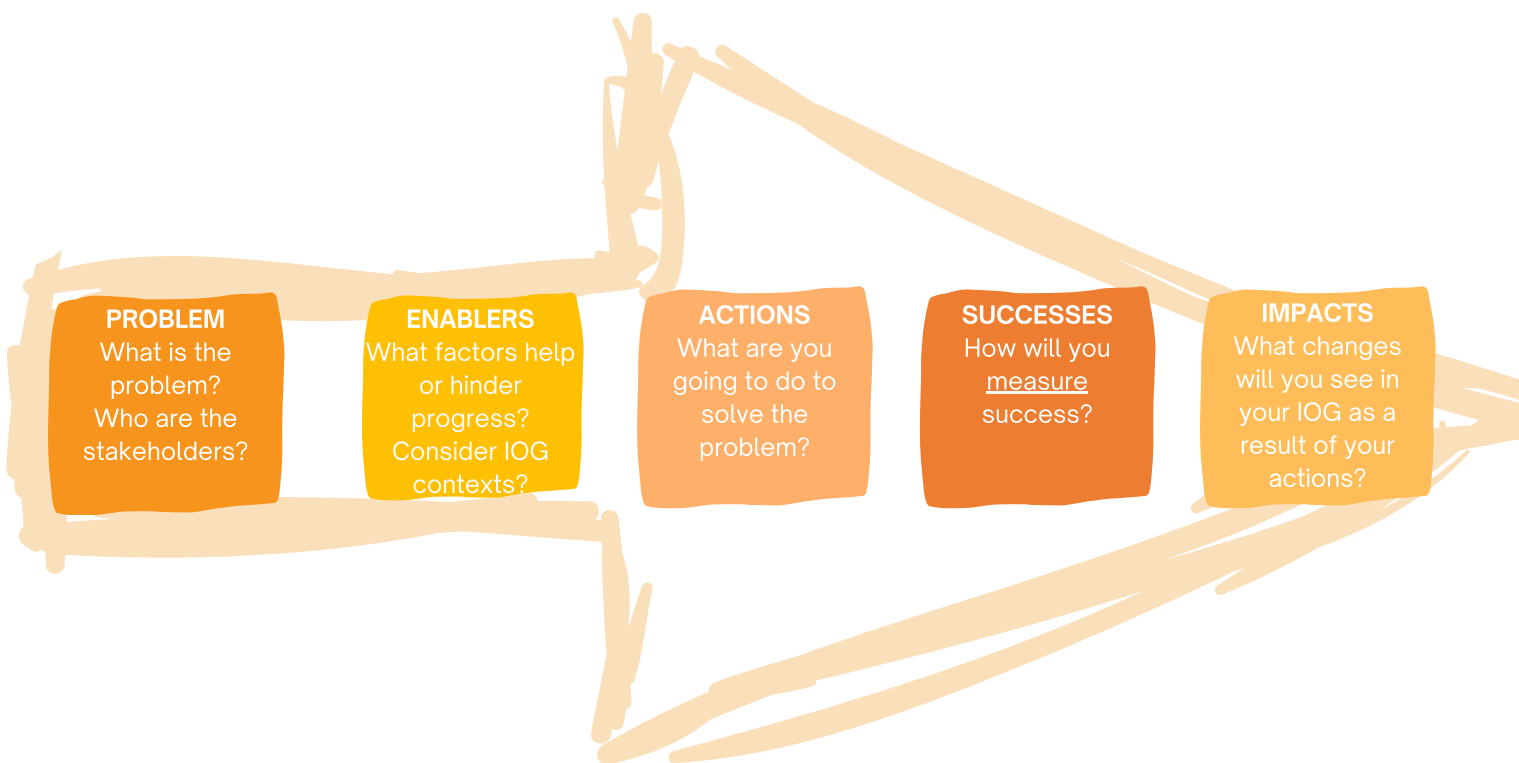 PROBLEM
What is the
problem?
Who are the
stakeholders?
ENABLERS
What factors help
or hinder
progress?
Consider IOG
contexts?
ACTIONS
What are you
going to do to
solve the
problem?
SUCCESSES
How will you
measure
success?
IMPACTS
What changes
will you see in
your IOG as a
result of your
actions?